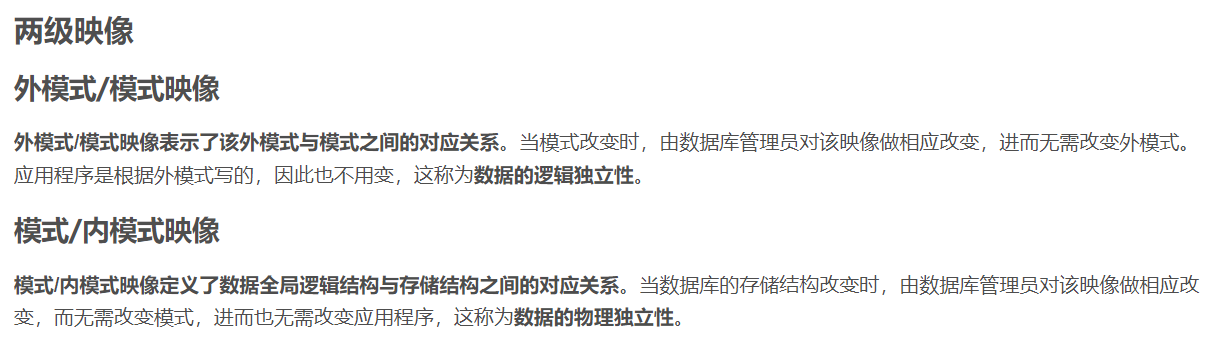 两级映像
外模式/模式映像
外模式/模式映像表示了该外模式与模式之间的对应关系。当模式改变时，由数据库管理员对该映像做相应改变，进而无需改变外模式。
应用程序是根据外模式写的，因此也不用变，这称为数据的逻辑独立性。
模式/内模式映像
模式/内模式映像定义了数据全局逻辑结构与存储结构之间的对应关系。当数据库的存储结构改变时，由数据库管理员对该映像做相应改
变，而无需改变模式，进而也无需改变应用程序，这称为数据的物理独立性。